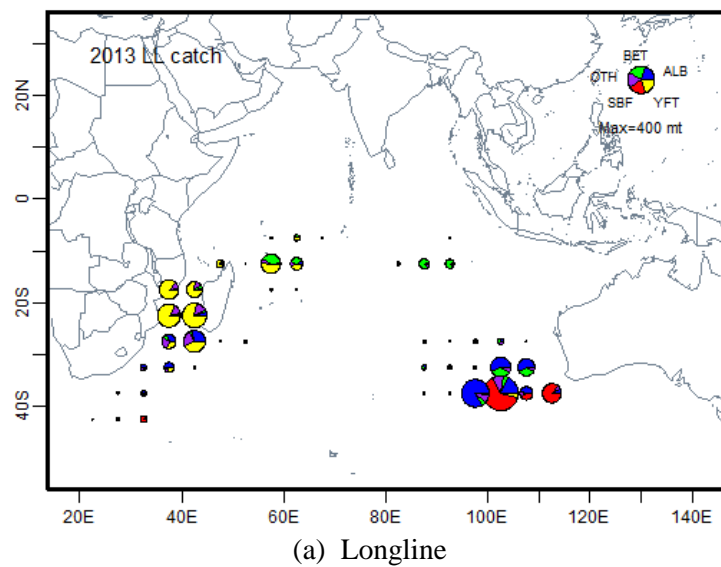 2013 LL catch
BET
OTH
ALB
SBF
YFT
Max=400 mt
20N
0
20S
40S
20E
40E
60E
80E
100E
120E
140E
(a) Longline